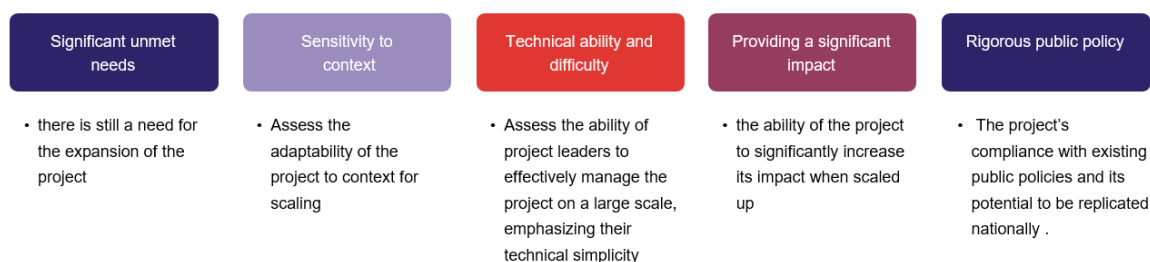 Significant unmet
needs
Sensitivity to
context
Technical ability and
difficulty
Providing a significant
impact
Rigorous public policy
• there is still a need for
the expansion of the
project
• Assess the
adaptability of the
project to context for
scaling
• Assess the ability of
project leaders to
effectively manage the
project on a large scale,
emphasizing their
technical simplicity
• the ability of the project
to significantly increase
its impact when scaled
up
• The project's
compliance with existing
public policies and its
potential to be replicated
nationally .